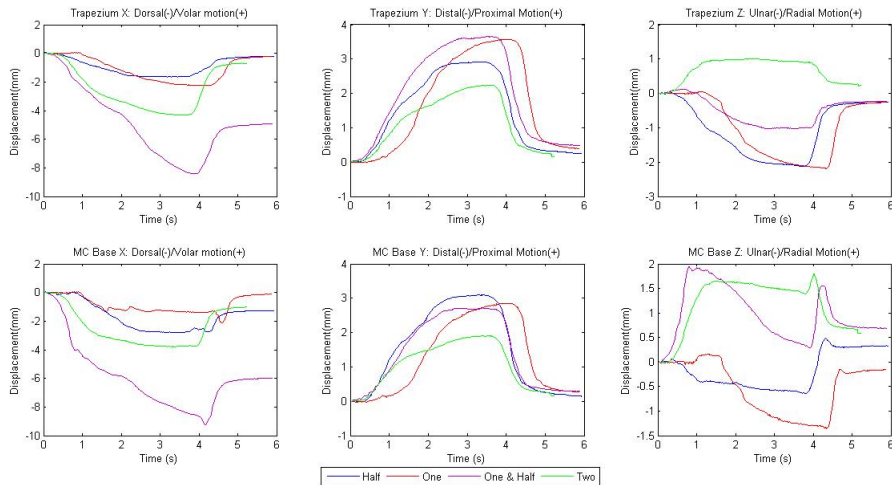 Trapezium X: Dorsal(-)/Volar motion(+)
Displacement(mm)
2
0
-2
-4
-6
-8
-10
0 1 2 3 4 5 6
Time (s)
Trapezium Y: Distal(-)/Proximal Motion(+)
Displacement(mm)
4
3
2
1
0
-1
0 1 2 3 4 5 6
Time (s)
Trapezium Z: Ulnar(-)/Radial Motion(+)
Displacement(mm)
2
1
0
-1
-2
-3
0 1 2 3 4 5 6
Time (s)
MC Base X: Dorsal(-)/Volar motion(+)
Displacement(mm)
2
0
-2
-4
-6
-8
-10
0 1 2 3 4 5 6
Time (s)
MC Base Y: Distal(-)/Proximal Motion(+)
Displacement(mm)
4
3
2
1
0
-1
0 1 2 3 4 5 6
Time (s)
MC Base Z: Ulnar(-)/Radial Motion(+)
Displacement(mm)
2
1.5
1
0.5
0
-0.5
-1
-1.5
0 1 2 3 4 5 6
Time (s)
Half One One & Half Two